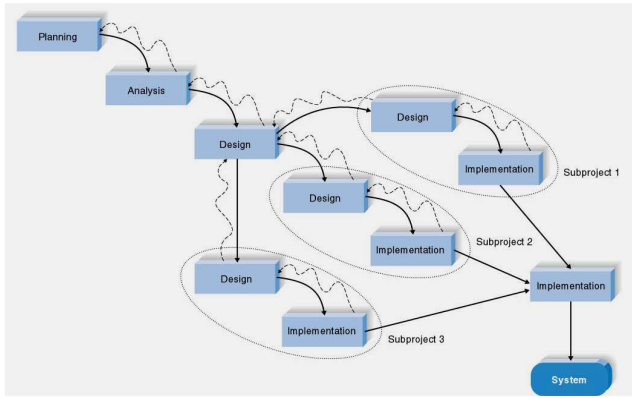 Planning
Analysis
Design
Design
Implementation
Subproject 1
Design
Implementation
Subproject 2
Design
Implementation
Subproject 3
Implementation
System